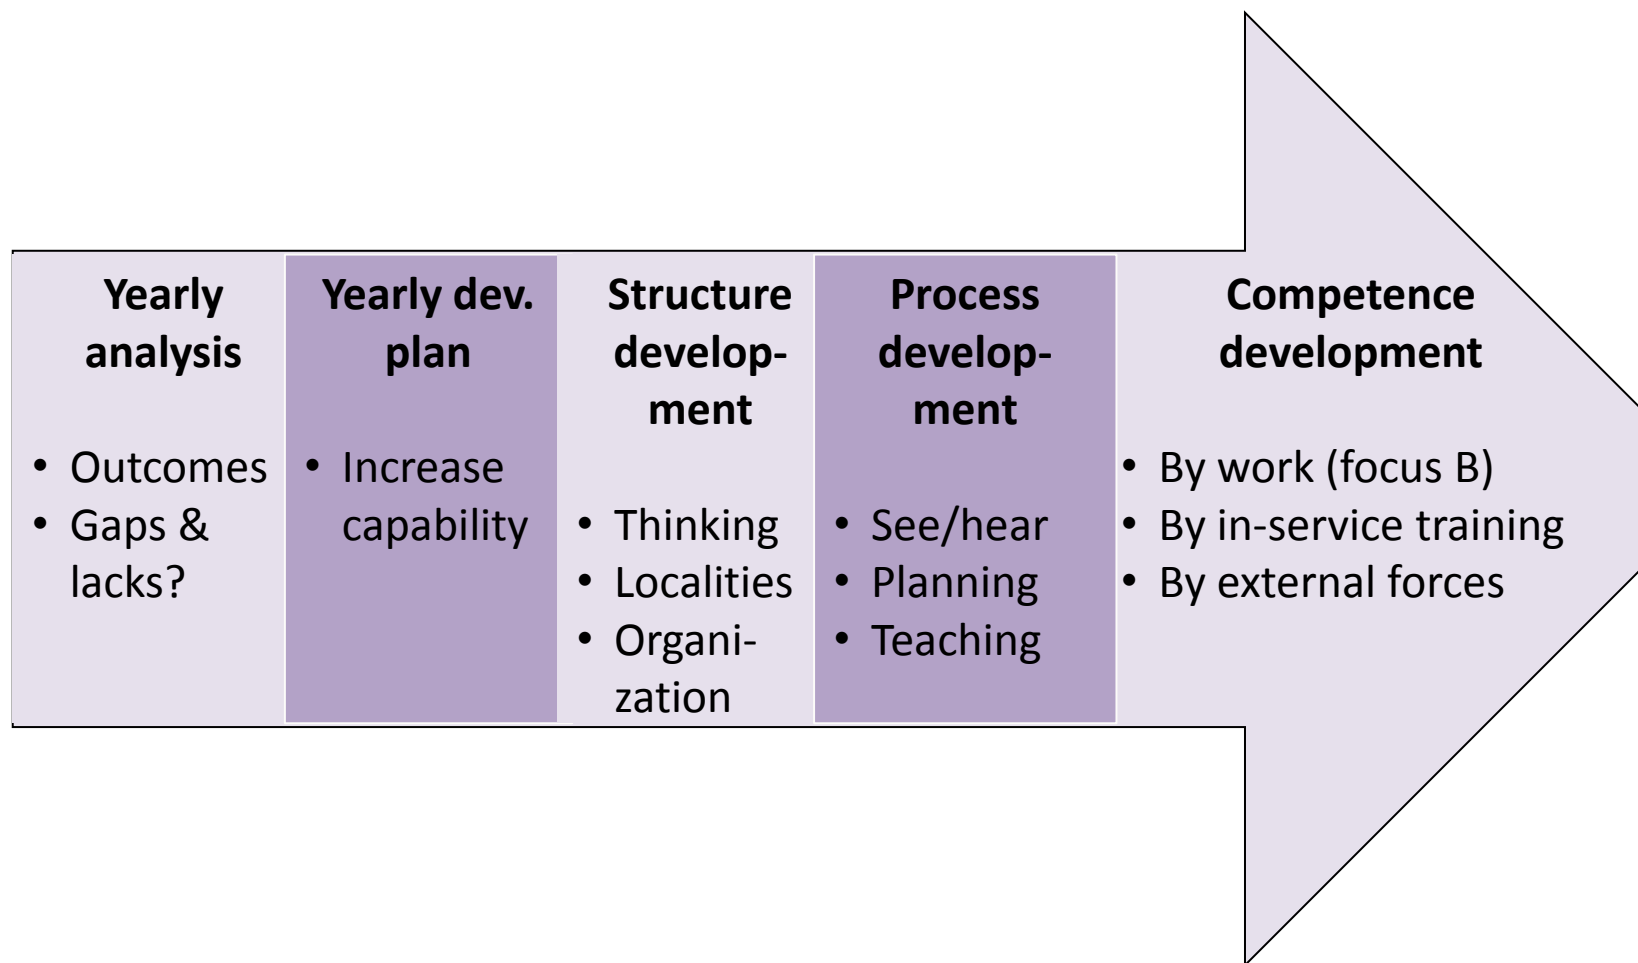 Yearly
analysis
• Outcomes
• Gaps &
lacks?
Yearly dev.
plan
• Increase
capability
Structure
develop-
ment
• Thinking
• Localities
• Organi-
zation
Process
develop-
ment
• See/hear
• Planning
• Teaching
Competence
development
• By work (focus B)
• By in-service training
• By external forces